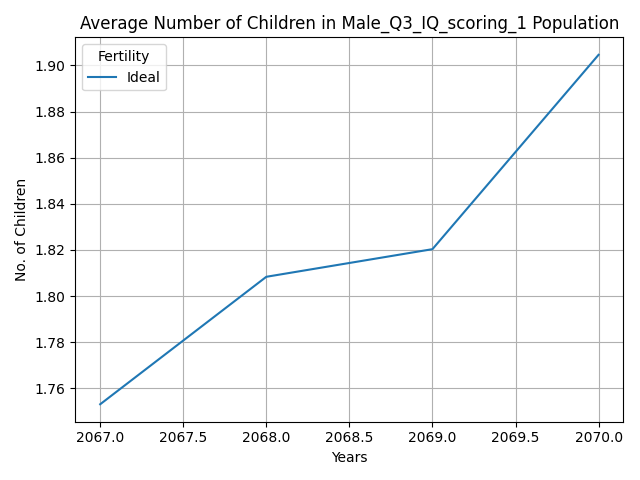 Average Number of Children in Male_Q3_IQ_scoring_1 Population
Fertility
Ideal
No. of Children
1.90
1.88
1.86
1.84
1.82
1.80
1.78
1.76
2067.0 2067.5 2068.0 2068.5 2069.0 2069.5 2070.0
Years